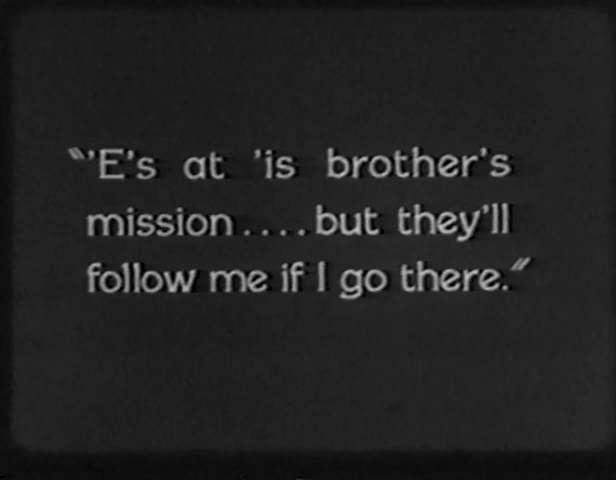 "'E's at 'is brother's
mission....but they'll
follow me if I go there."